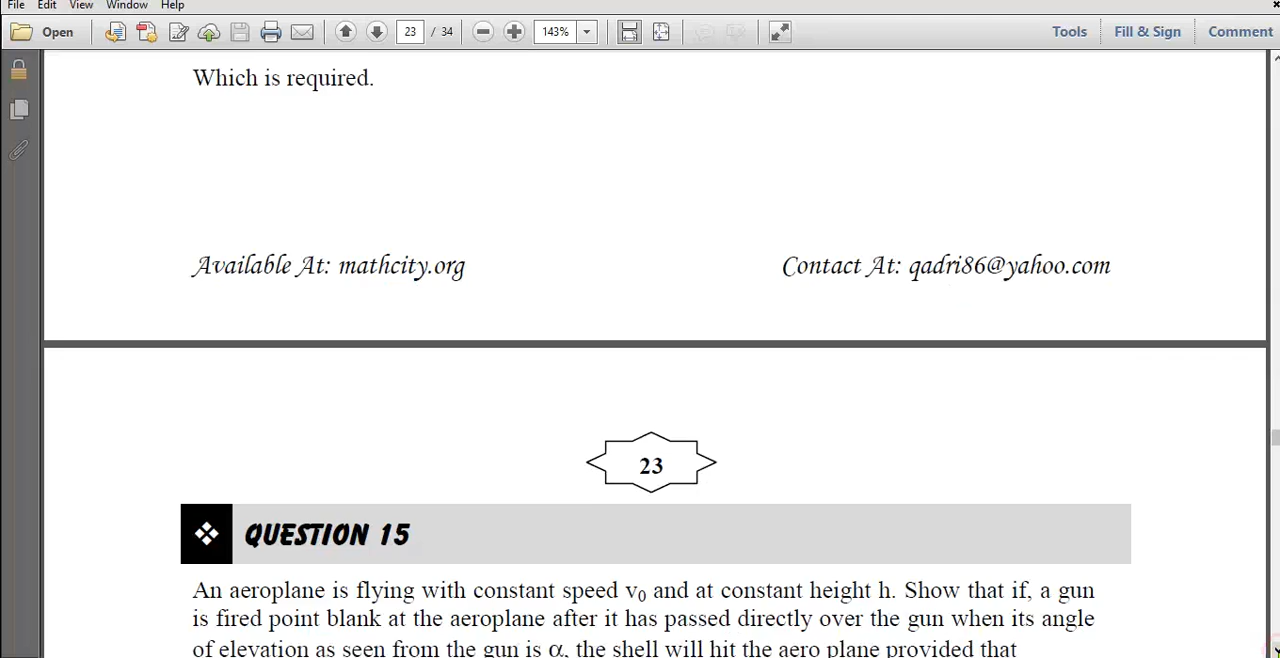 File Edit View Window Help
Open 23 / 34 143% Tools Fill & Sign Comment
Which is required.
Available At: mathcity.org Contact At: qadri86@yahoo.com
23
QUESTION 15
An aeroplane is flying with constant speed v₀ and at constant height h. Show that if, a gun
is fired point blank at the aeroplane after it has passed directly over the gun when its angle
of elevation as seen from the gun is α, the shell will hit the aero plane provided that